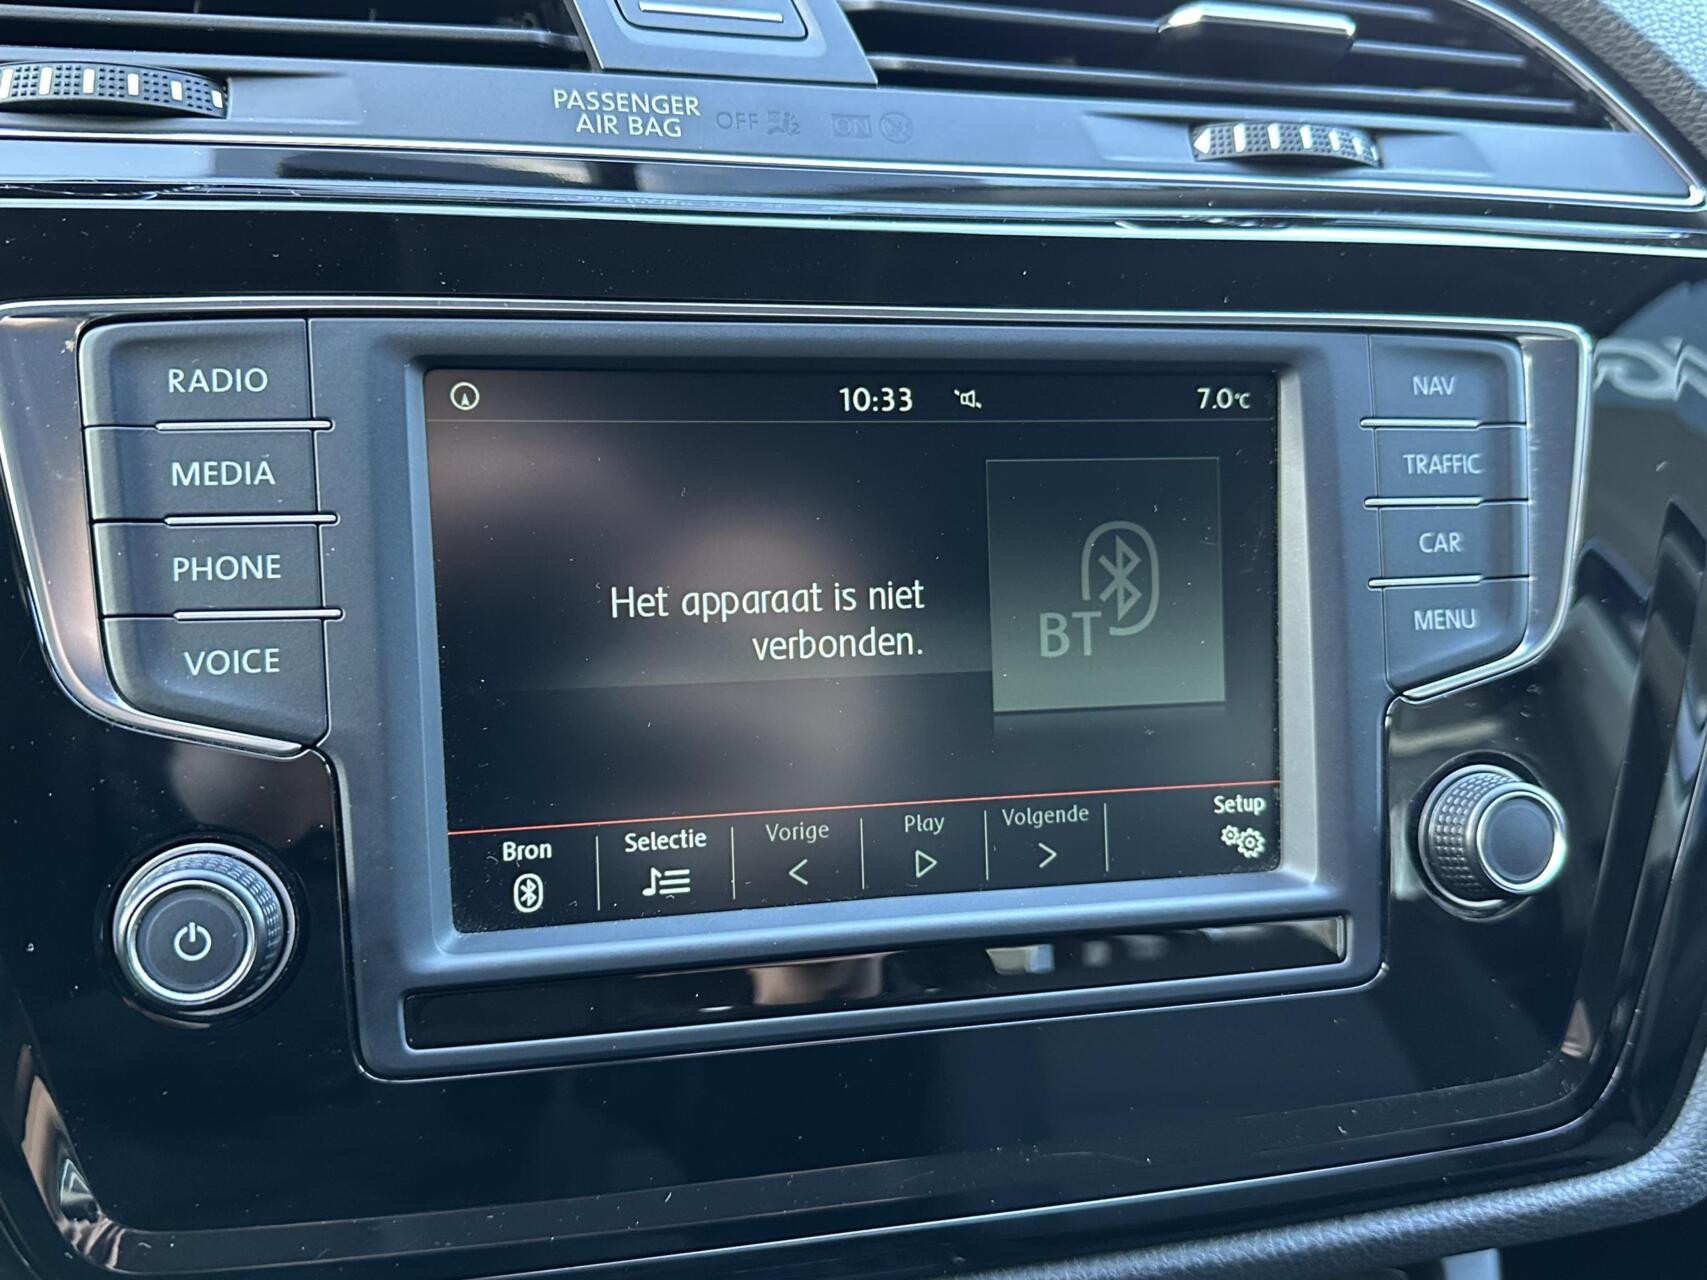 PASSENGER
AIR BAG
OFF
2
ON
RADIO
MEDIA
PHONE
VOICE
10:33
7.0°C
Het apparaat is niet
verbonden.
BT
Bron
Selectie
Vorige
Play
Volgende
Setup
NAV
TRAFFIC
CAR
MENU